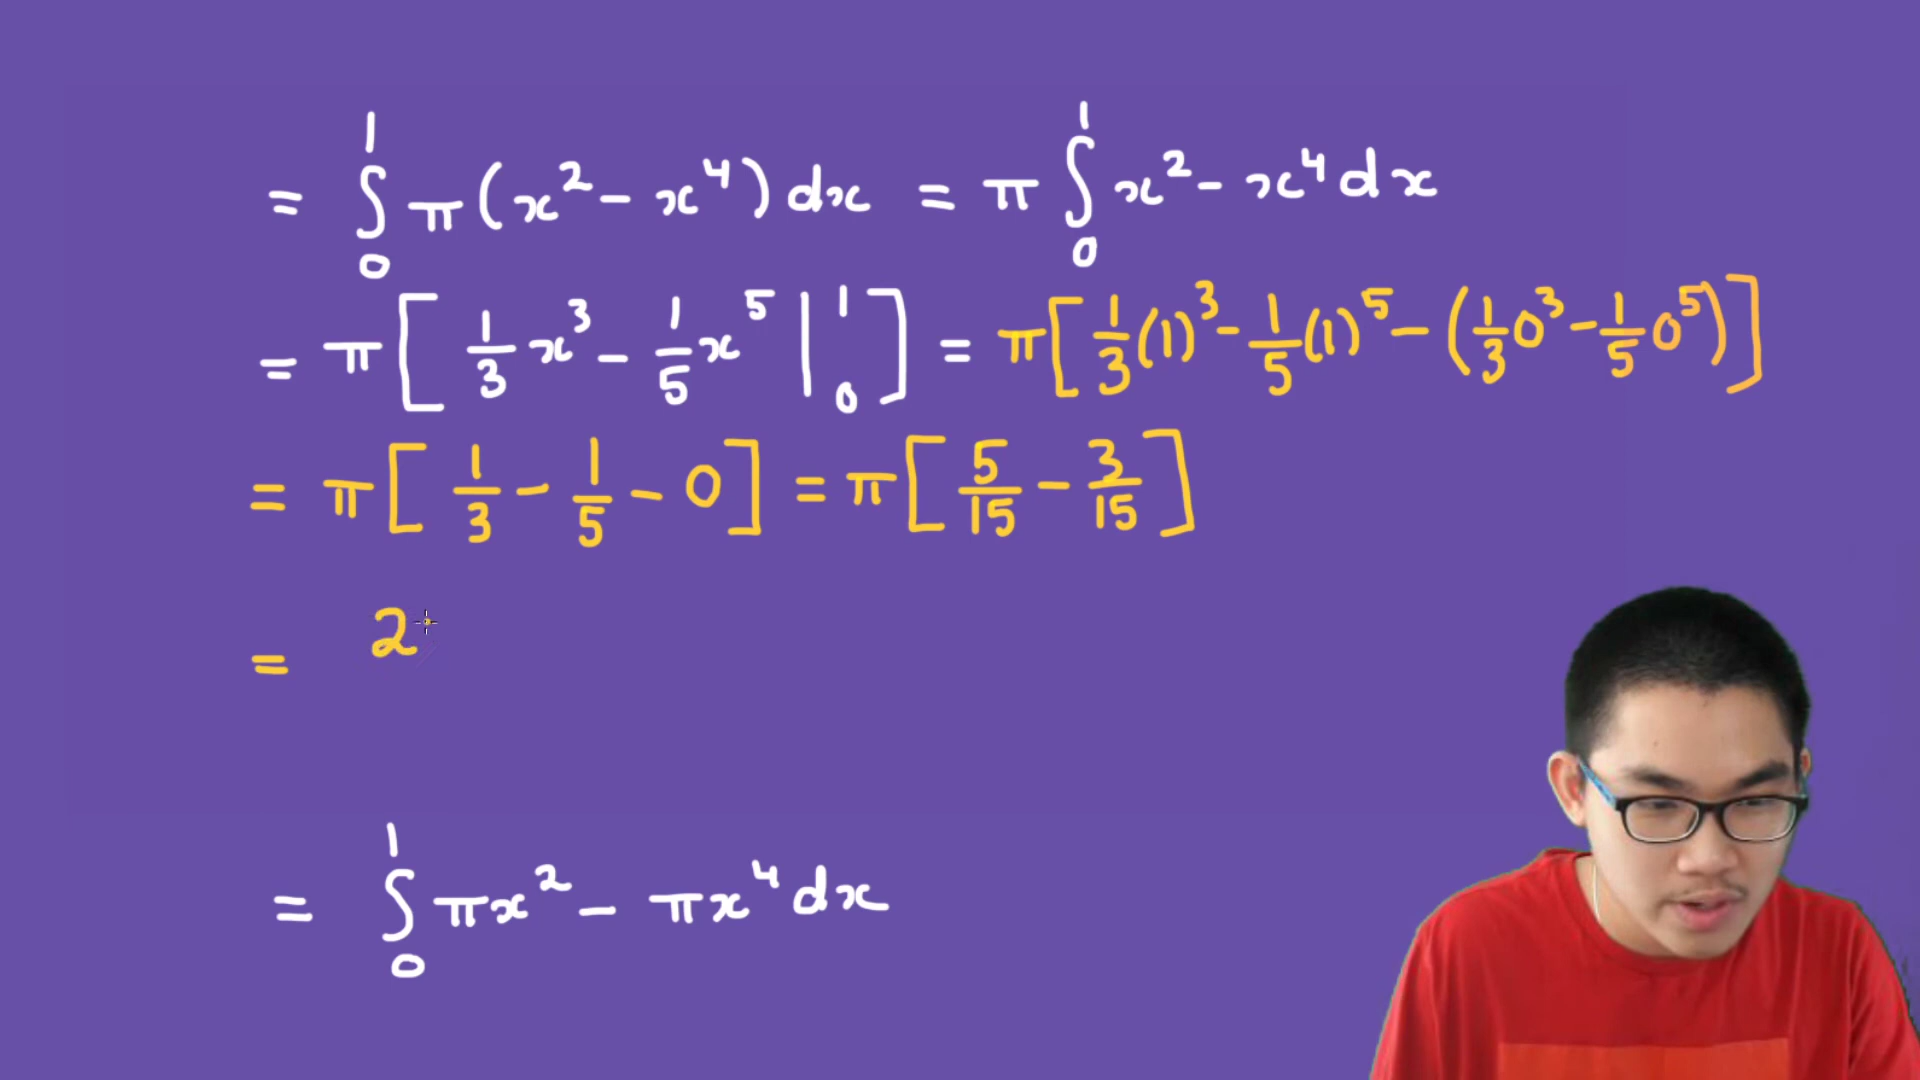 = ∫₀¹ π(x² - x⁴) dx = π ∫₀¹ x² - x⁴ dx
= π[ 1/3 x³ - 1/5 x⁵ |₀¹ ] = π[ 1/3 (1)³ - 1/5 (1)⁵ - (1/3 0³ - 1/5 0⁵) ]
= π[ 1/3 - 1/5 - 0 ] = π[ 5/15 - 3/15 ]
= 2
= ∫₀¹ πx² - πx⁴ dx